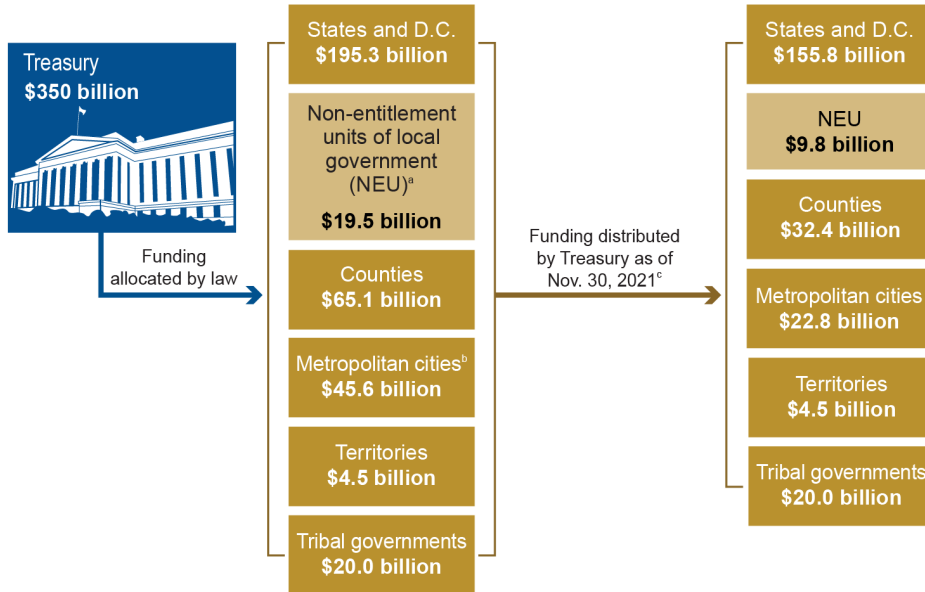 Treasury
$350 billion
Funding
allocated by law
States and D.C.
$195.3 billion
Non-entitlement
units of local
government
(NEU)a
$19.5 billion
Counties
$65.1 billion
Metropolitan citiesb
$45.6 billion
Territories
$4.5 billion
Tribal governments
$20.0 billion
Funding distributed
by Treasury as of
Nov. 30, 2021c
States and D.C.
$155.8 billion
NEU
$9.8 billion
Counties
$32.4 billion
Metropolitan cities
$22.8 billion
Territories
$4.5 billion
Tribal governments
$20.0 billion